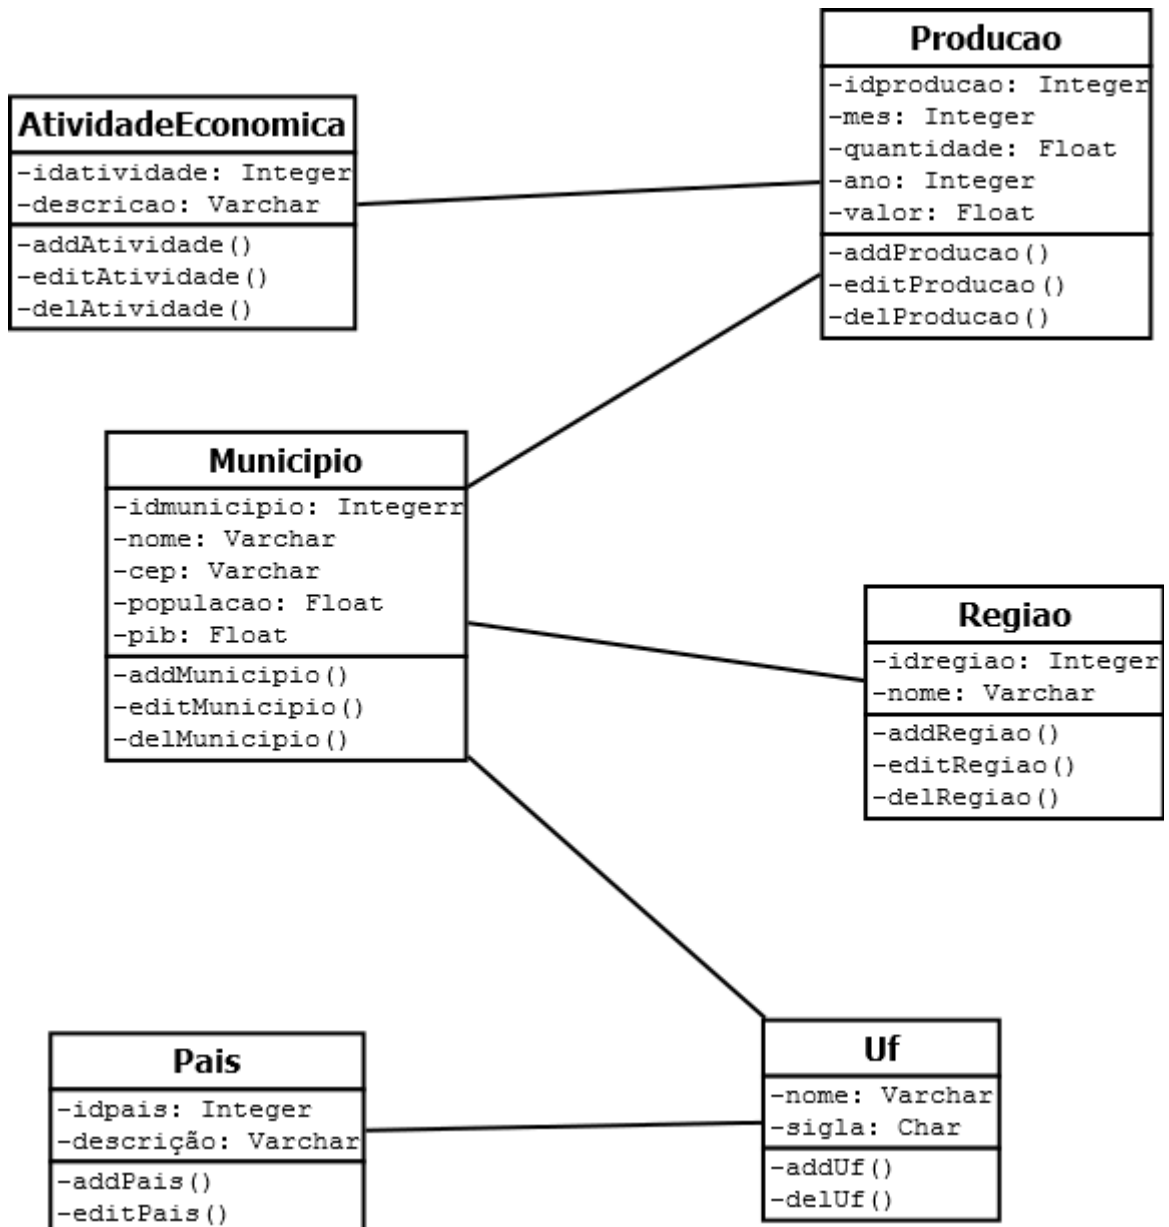 Producao
-idproducao: Integer
-mes: Integer
-quantidade: Float
-ano: Integer
-valor: Float
-addProducao()
-editProducao()
-delProducao()
AtividadeEconomica
-idatividade: Integer
-descricao: Varchar
-addAtividade()
-editAtividade()
-delAtividade()
Municipio
-idmunicipio: Integerr
-nome: Varchar
-cep: Varchar
-populacao: Float
-pib: Float
-addMunicipio()
-editMunicipio()
-delMunicipio()
Regiao
-idregiao: Integer
-nome: Varchar
-addRegiao()
-editRegiao()
-delRegiao()
Pais
-idpais: Integer
-descrição: Varchar
-addPais()
-editPais()
Uf
-nome: Varchar
-sigla: Char
-addUf()
-delUf()